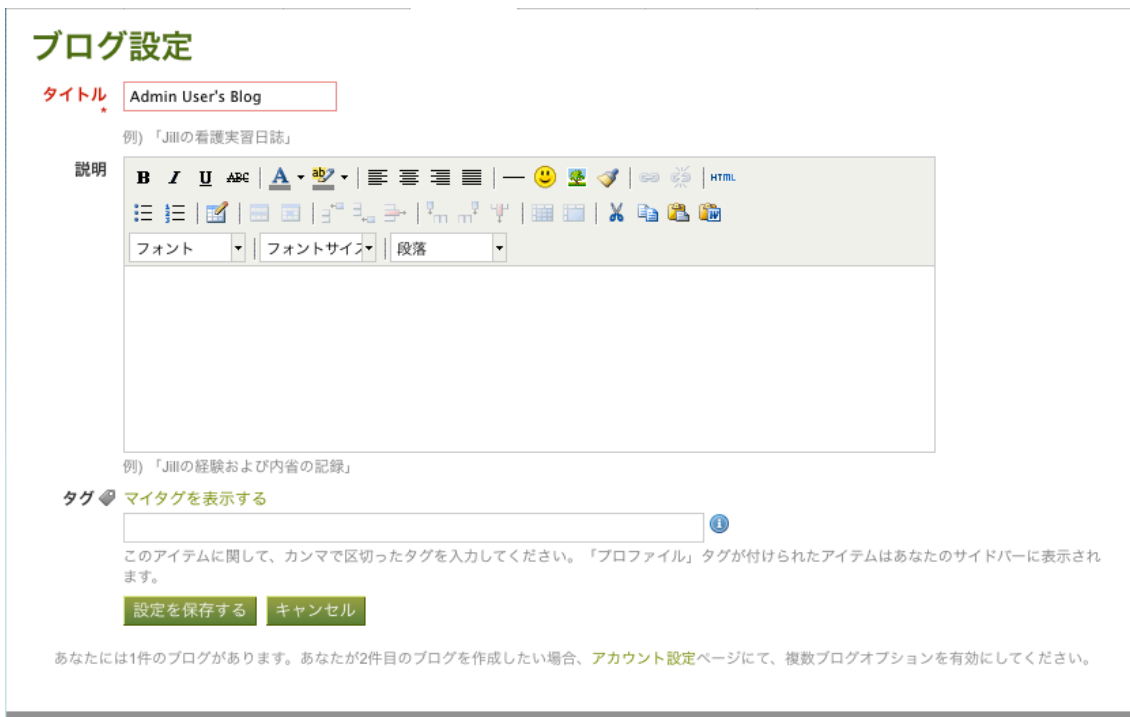 ブログ設定
タイトル
*
Admin User's Blog
例) 「Jillの看護実習日誌」
説明
B I U ABC A ab HTML
フォント フォントサイズ 段落
例) 「Jillの経験および内省の記録」
タグ マイタグを表示する
このアイテムに関して、カンマで区切ったタグを入力してください。「プロファイル」タグが付けられたアイテムはあなたのサイドバーに表示され
ます。
設定を保存する キャンセル
あなたには1件のブログがあります。あなたが2件目のブログを作成したい場合、アカウント設定ページにて、複数ブログオプションを有効にしてください。